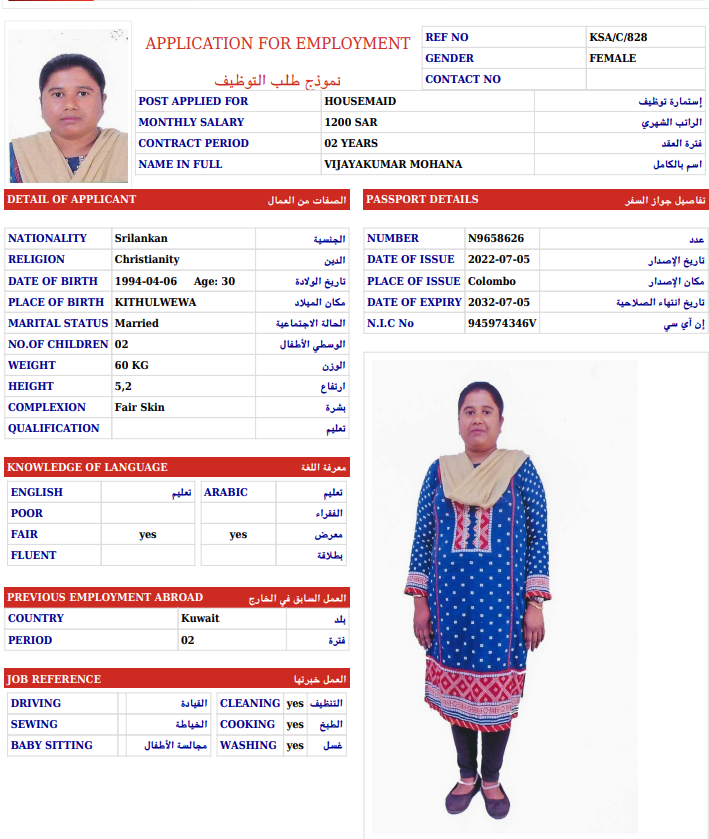 APPLICATION FOR EMPLOYMENT
نموذج طلب التوظيف
REF NO KSA/C/828
GENDER FEMALE
CONTACT NO
POST APPLIED FOR HOUSEMAID إستمارة توظيف
MONTHLY SALARY 1200 SAR الراتب الشهري
CONTRACT PERIOD 02 YEARS فترة العقد
NAME IN FULL VIJAYAKUMAR MOHANA اسم بالكامل
DETAIL OF APPLICANT الصفات من العمال
NATIONALITY Srilankan الجنسية
RELIGION Christianity الدين
DATE OF BIRTH 1994-04-06 Age: 30 تاريخ الولادة
PLACE OF BIRTH KITHULWEWA مكان الميلاد
MARITAL STATUS Married الحالة الاجتماعية
NO.OF CHILDREN 02 الوسطي الأطفال
WEIGHT 60 KG الوزن
HEIGHT 5,2 ارتفاع
COMPLEXION Fair Skin بشرة
QUALIFICATION تعليم
PASSPORT DETAILS تفاصيل جواز السفر
NUMBER N9658626 عدد
DATE OF ISSUE 2022-07-05 تاريخ الإصدار
PLACE OF ISSUE Colombo مكان الإصدار
DATE OF EXPIRY 2032-07-05 تاريخ انتهاء الصلاحية
N.I.C No 945974346V إن آي سي
KNOWLEDGE OF LANGUAGE معرفة اللغة
ENGLISH تعليم ARABIC تعليم
POOR الفقراء
FAIR yes yes معرض
FLUENT بطلاقة
PREVIOUS EMPLOYMENT ABROAD العمل السابق في الخارج
COUNTRY Kuwait بلد
PERIOD 02 فترة
JOB REFERENCE العمل خبرتها
DRIVING القيادة CLEANING yes التنظيف
SEWING الخياطة COOKING yes الطبخ
BABY SITTING مجالسة الأطفال WASHING yes غسل